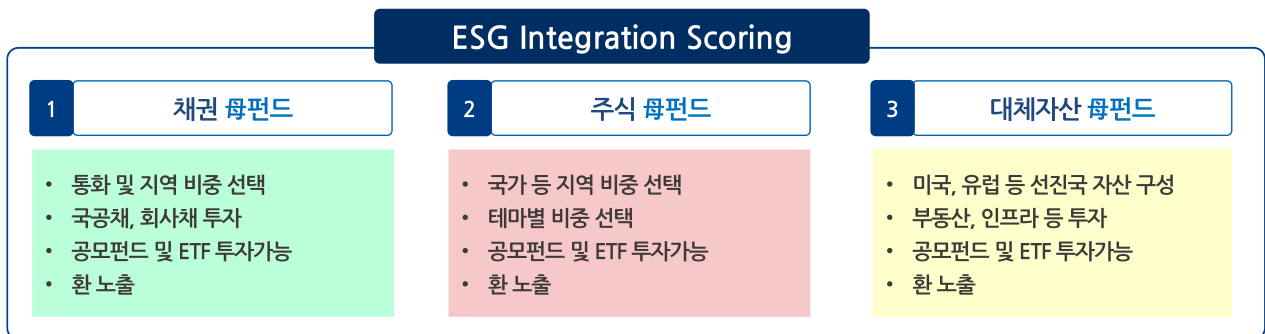 ESG Integration Scoring
1 채권 母펀드
• 통화 및 지역 비중 선택
• 국공채, 회사채 투자
• 공모펀드 및 ETF 투자가능
• 환 노출
2 주식 母펀드
• 국가 등 지역 비중 선택
• 테마별 비중 선택
• 공모펀드 및 ETF 투자가능
• 환 노출
3 대체자산 母펀드
• 미국, 유럽 등 선진국 자산 구성
• 부동산, 인프라 등 투자
• 공모펀드 및 ETF 투자가능
• 환 노출